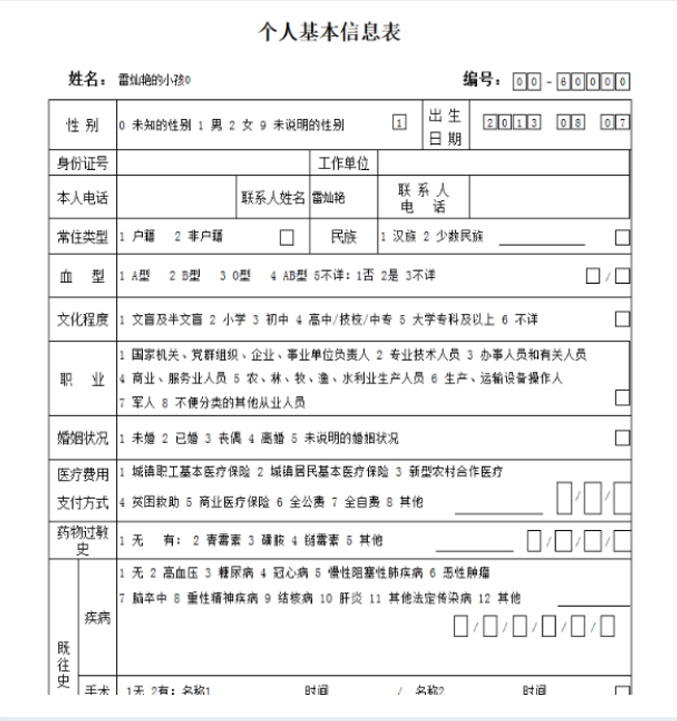 个人基本信息表
姓名：雷灿艳的小孩0 编号：00-60000
性 别 0 未知的性别 1 男 2 女 9 未说明的性别 1 出 生 日 期 2013 08 07
身份证号 工作单位
本人电话 联系人姓名 雷灿艳 联 系 人 电 话
常住类型 1 户籍 2 非户籍 民族 1 汉族 2 少数民族
血 型 1 A型 2 B型 3 O型 4 AB型 5不详：1否 2是 3不详 /
文化程度 1 文盲及半文盲 2 小学 3 初中 4 高中/技校/中专 5 大学专科及以上 6 不详
职 业 1 国家机关、党群组织、企业、事业单位负责人 2 专业技术人员 3 办事人员和有关人员
4 商业、服务业人员 5 农、林、牧、渔、水利业生产人员 6 生产、运输设备操作人
7 军人 8 不便分类的其他从业人员
婚姻状况 1 未婚 2 已婚 3 丧偶 4 离婚 5 未说明的婚姻状况
医疗费用 1 城镇职工基本医疗保险 2 城镇居民基本医疗保险 3 新型农村合作医疗
支付方式 4 贫困救助 5 商业医疗保险 6 全公费 7 全自费 8 其他 / /
药物过敏史 1 无 有： 2 青霉素 3 磺胺 4 链霉素 5 其他 / / /
既往史 疾病 1 无 2 高血压 3 糖尿病 4 冠心病 5 慢性阻塞性肺疾病 6 恶性肿瘤
7 脑卒中 8 重性精神疾病 9 结核病 10 肝炎 11 其他法定传染病 12 其他
/ / / / /
手术 1无 2有：名称1 时间 / 名称2 时间